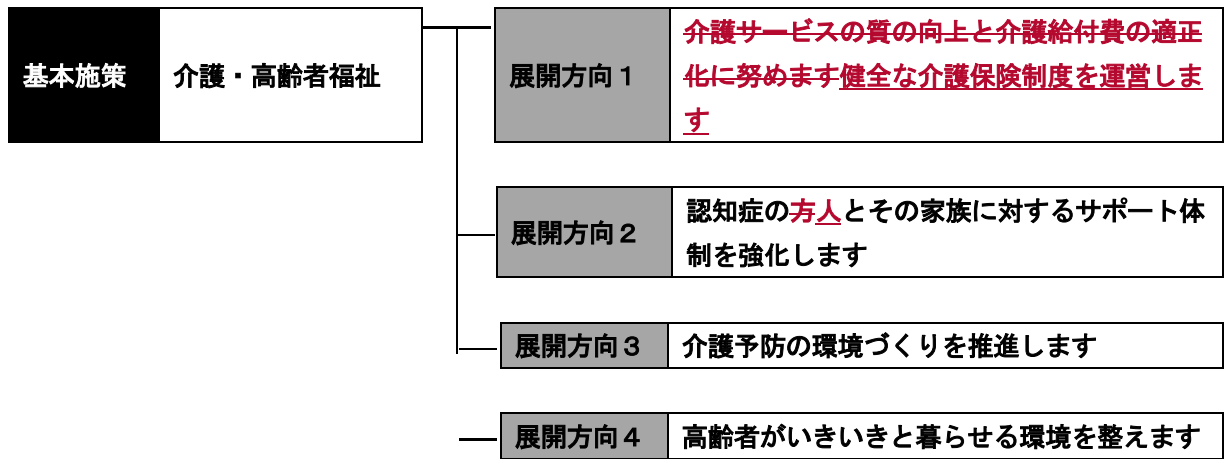 基本施策
介護・高齢者福祉
展開方向１
介護サービスの質の向上と介護給付費の適正
化に努めます健全な介護保険制度を運営しま
す
展開方向２
認知症の方人とその家族に対するサポート体
制を強化します
展開方向３
介護予防の環境づくりを推進します
展開方向４
高齢者がいきいきと暮らせる環境を整えます